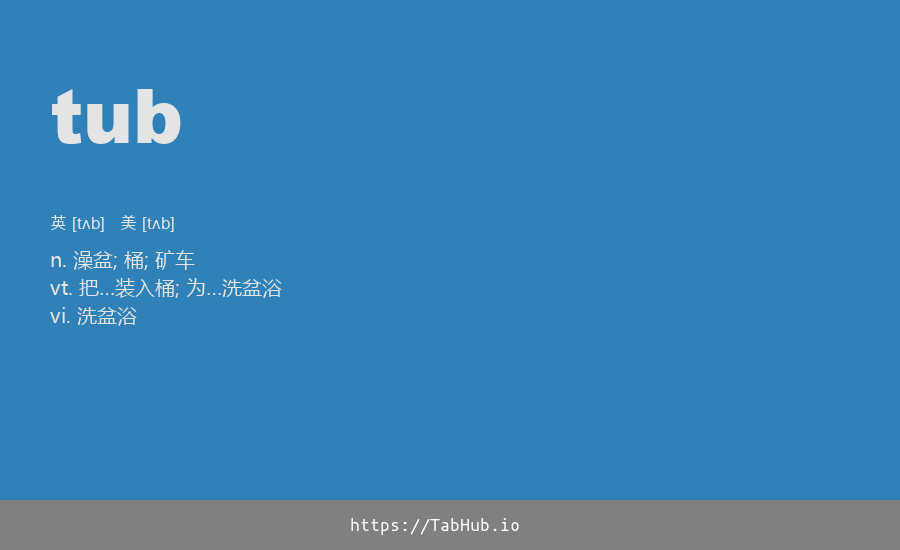 tub
英 [tʌb] 美 [tʌb]
n. 澡盆; 桶; 矿车
vt. 把...装入桶; 为...洗盆浴
vi. 洗盆浴
https://TabHub.io